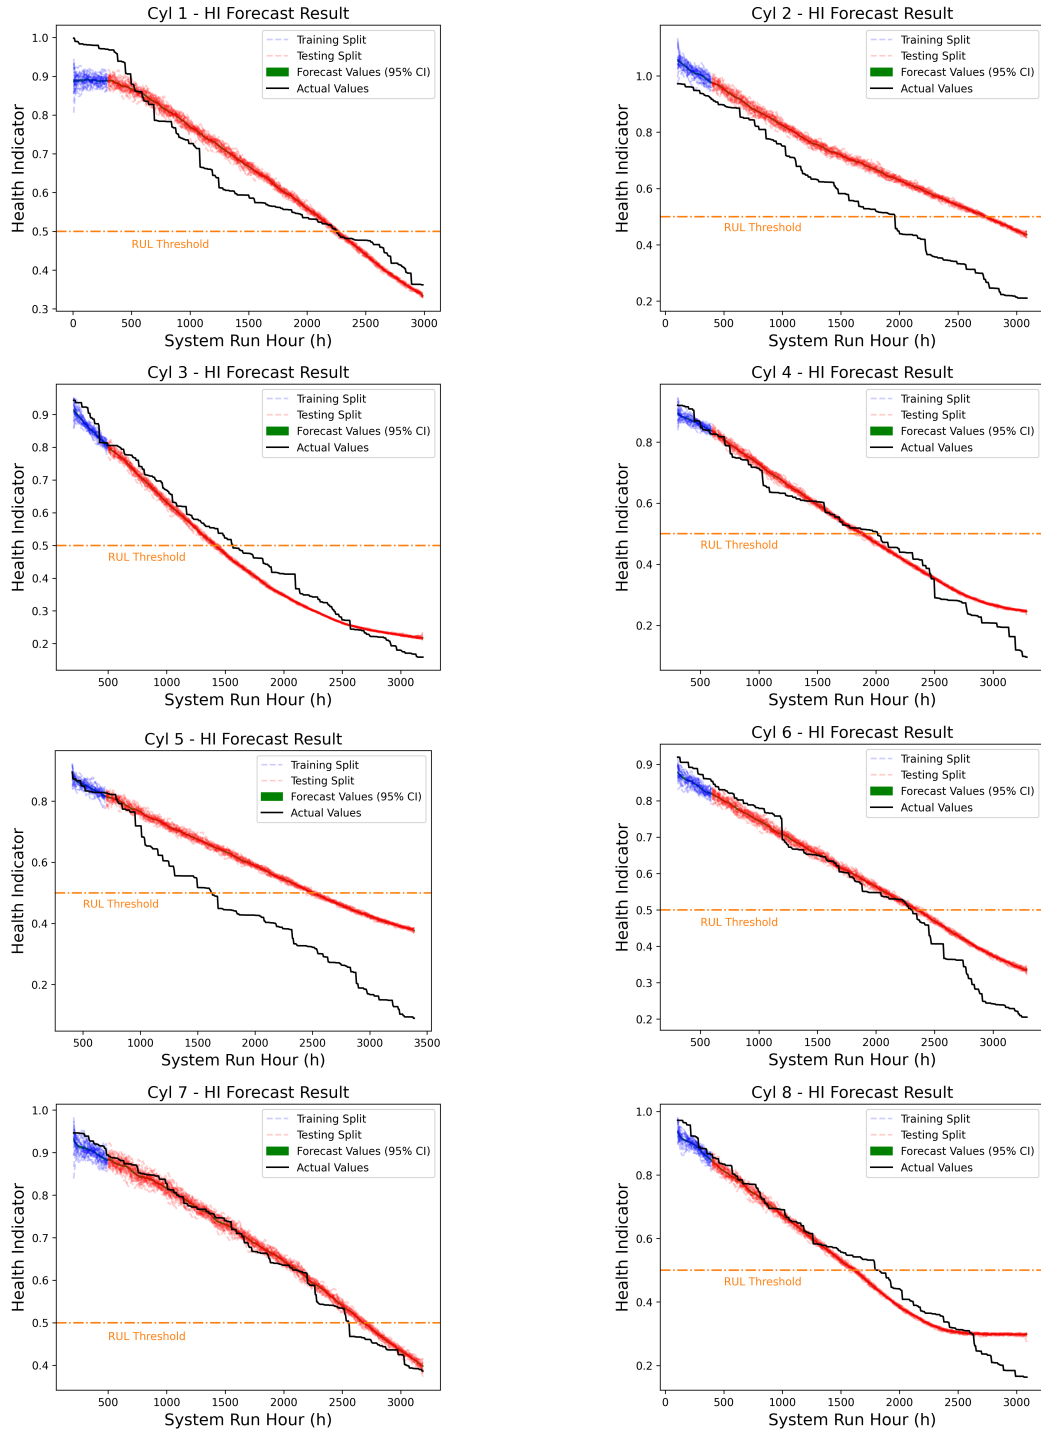 Cyl 1 - HI Forecast Result
Health Indicator
1.0
0.9
0.8
0.7
0.6
0.5
0.4
0.3
Training Split
Testing Split
Forecast Values (95% CI)
Actual Values
RUL Threshold
0 500 1000 1500 2000 2500 3000
System Run Hour (h)
Cyl 2 - HI Forecast Result
Health Indicator
1.0
0.8
0.6
0.4
0.2
Training Split
Testing Split
Forecast Values (95% CI)
Actual Values
RUL Threshold
0 500 1000 1500 2000 2500 3000
System Run Hour (h)
Cyl 3 - HI Forecast Result
Health Indicator
0.9
0.8
0.7
0.6
0.5
0.4
0.3
0.2
Training Split
Testing Split
Forecast Values (95% CI)
Actual Values
RUL Threshold
500 1000 1500 2000 2500 3000
System Run Hour (h)
Cyl 4 - HI Forecast Result
Health Indicator
0.8
0.6
0.4
0.2
Training Split
Testing Split
Forecast Values (95% CI)
Actual Values
RUL Threshold
500 1000 1500 2000 2500 3000
System Run Hour (h)
Cyl 5 - HI Forecast Result
Health Indicator
0.8
0.6
0.4
0.2
Training Split
Testing Split
Forecast Values (95% CI)
Actual Values
RUL Threshold
500 1000 1500 2000 2500 3000 3500
System Run Hour (h)
Cyl 6 - HI Forecast Result
Health Indicator
0.9
0.8
0.7
0.6
0.5
0.4
0.3
0.2
Training Split
Testing Split
Forecast Values (95% CI)
Actual Values
RUL Threshold
500 1000 1500 2000 2500 3000
System Run Hour (h)
Cyl 7 - HI Forecast Result
Health Indicator
1.0
0.9
0.8
0.7
0.6
0.5
0.4
Training Split
Testing Split
Forecast Values (95% CI)
Actual Values
RUL Threshold
500 1000 1500 2000 2500 3000
System Run Hour (h)
Cyl 8 - HI Forecast Result
Health Indicator
1.0
0.8
0.6
0.4
0.2
Training Split
Testing Split
Forecast Values (95% CI)
Actual Values
RUL Threshold
0 500 1000 1500 2000 2500 3000
System Run Hour (h)